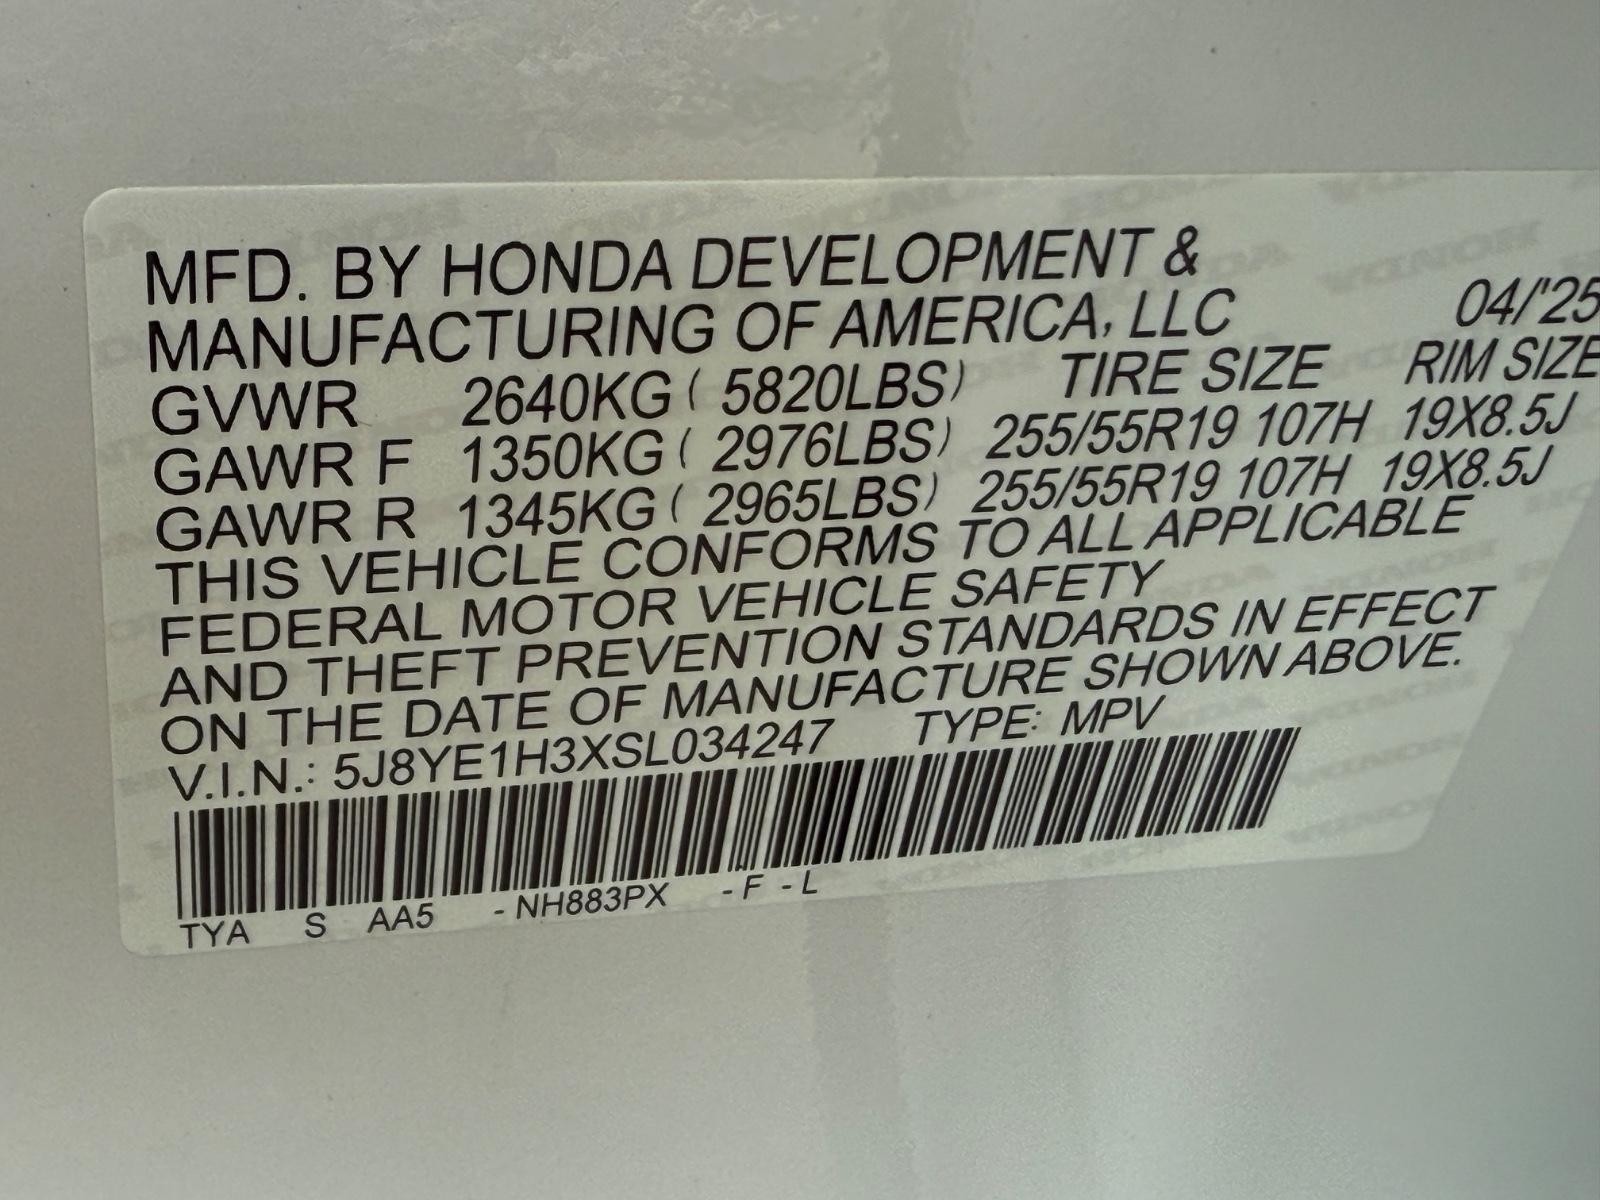 MFD. BY HONDA DEVELOPMENT &
MANUFACTURING OF AMERICA, LLC 04/'25
GVWR 2640KG ( 5820LBS) TIRE SIZE RIM SIZE
GAWR F 1350KG ( 2976LBS) 255/55R19 107H 19X8.5J
GAWR R 1345KG ( 2965LBS) 255/55R19 107H 19X8.5J
THIS VEHICLE CONFORMS TO ALL APPLICABLE
FEDERAL MOTOR VEHICLE SAFETY
AND THEFT PREVENTION STANDARDS IN EFFECT
ON THE DATE OF MANUFACTURE SHOWN ABOVE.
V.I.N.: 5J8YE1H3XSL034247 TYPE: MPV
TYA S AA5 - NH883PX - F - L